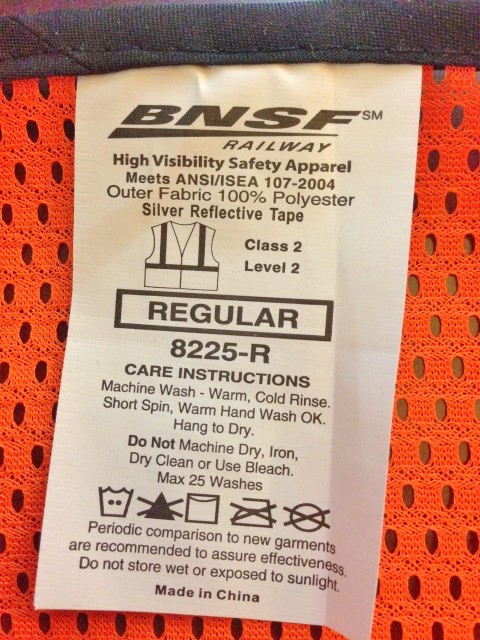 BNSF SM
RAILWAY
High Visibility Safety Apparel
Meets ANSI/ISEA 107-2004
Outer Fabric 100% Polyester
Silver Reflective Tape
Class 2
Level 2
REGULAR
8225-R
CARE INSTRUCTIONS
Machine Wash - Warm, Cold Rinse.
Short Spin, Warm Hand Wash OK.
Hang to Dry.
Do Not Machine Dry, Iron,
Dry Clean or Use Bleach.
Max 25 Washes
Periodic comparison to new garments
are recommended to assure effectiveness.
Do not store wet or exposed to sunlight.
Made in China